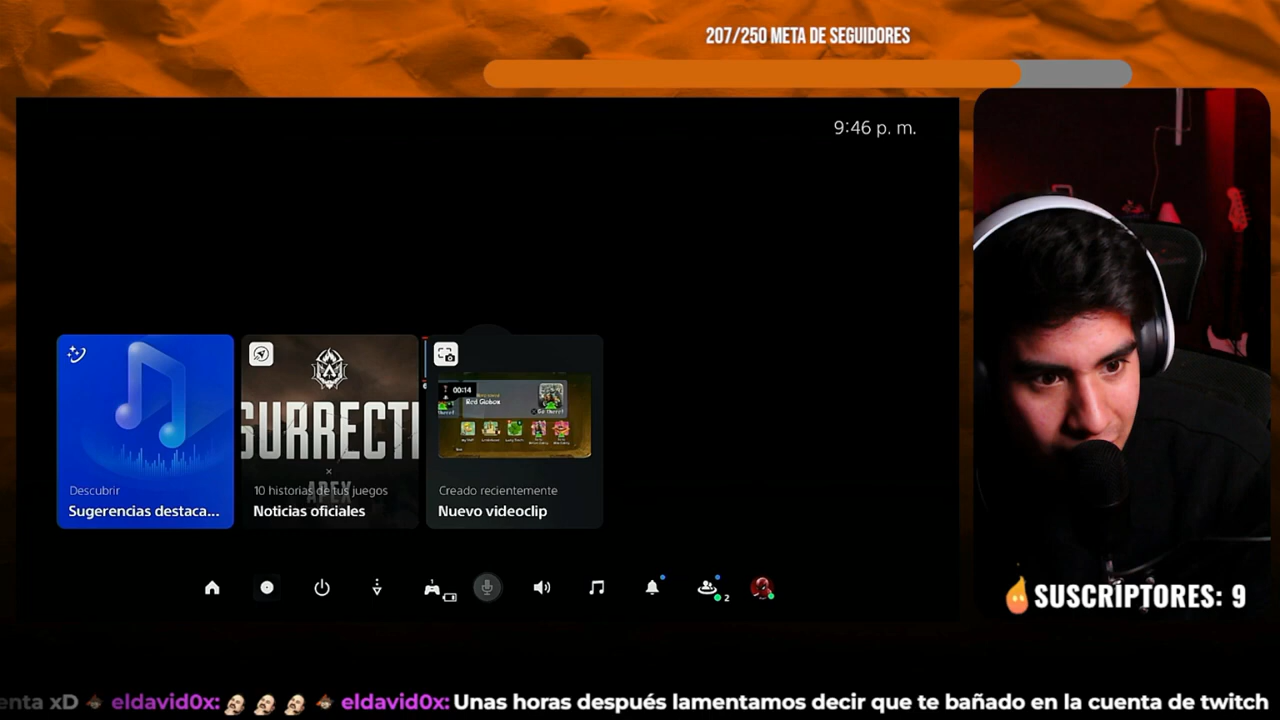 207/250 META DE SEGUIDORES
9:46 p. m.
Descubrir
Sugerencias destaca...
SURRECTI
×
APEX
10 historias de tus juegos
Noticias oficiales
00:14
Red Globox
Creado recientemente
Nuevo videoclip
2
SUSCRIPTORES: 9
enta xD eldavid0x: eldavid0x: Unas horas después lamentamos decir que te bañado en la cuenta de twitch